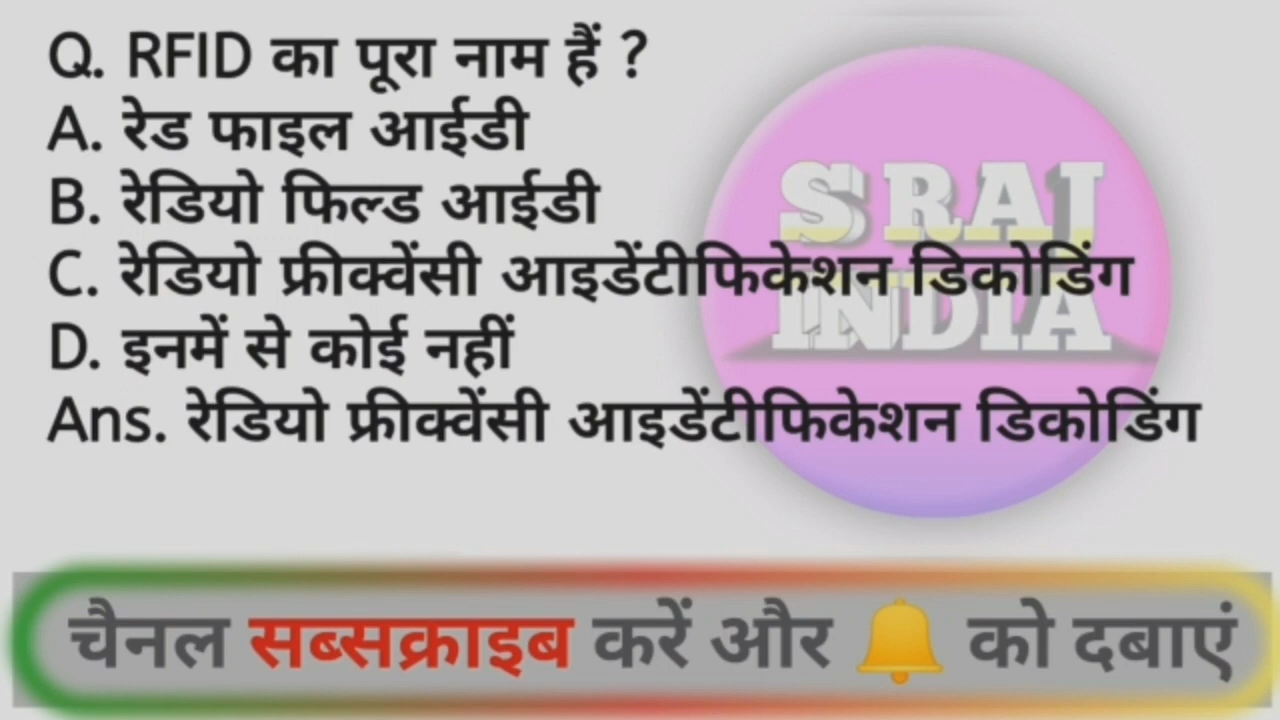 Q. RFID का पूरा नाम हैं ?
A. रेड फाइल आईडी
B. रेडियो फिल्ड आईडी
C. रेडियो फ्रीक्वेंसी आइडेंटीफिकेशन डिकोडिंग
D. इनमें से कोई नहीं
Ans. रेडियो फ्रीक्वेंसी आइडेंटीफिकेशन डिकोडिंग
S RAJ
INDIA
चैनल सब्सक्राइब करें और 🔔 को दबाएं